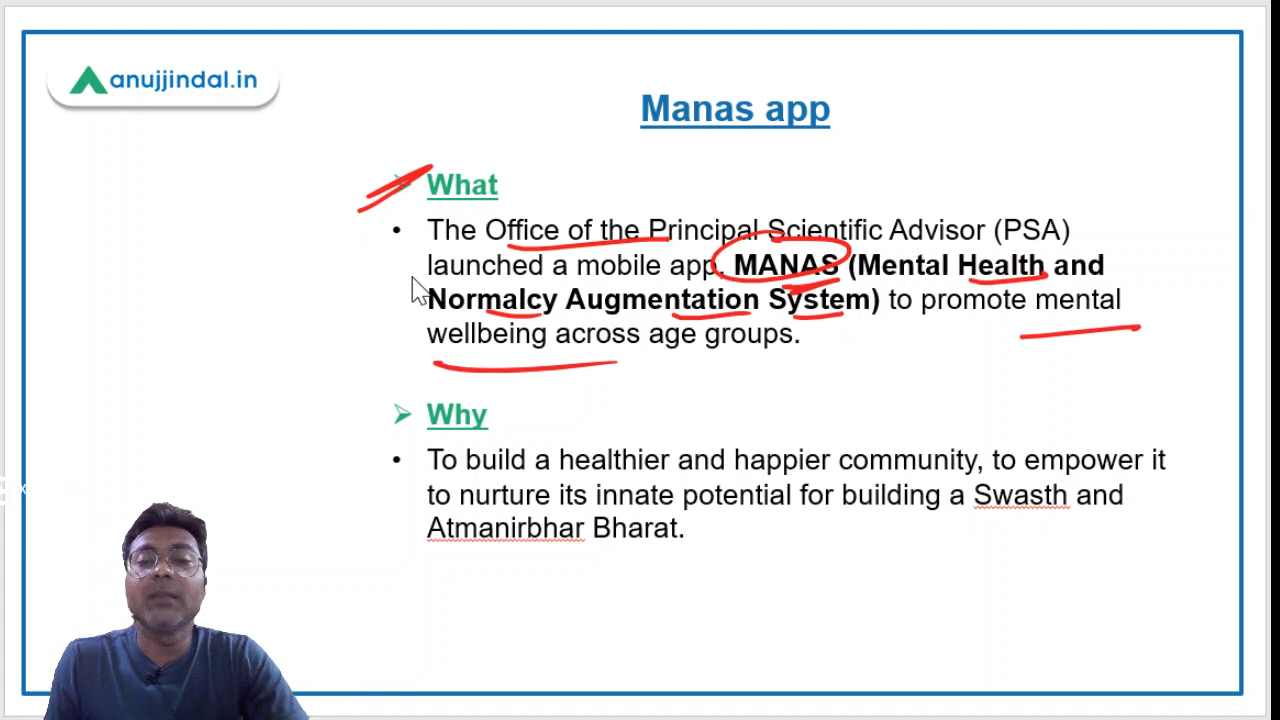 anujjindal.in
Manas app
What
The Office of the Principal Scientific Advisor (PSA)
launched a mobile app, MANAS (Mental Health and
Normalcy Augmentation System) to promote mental
wellbeing across age groups.
Why
To build a healthier and happier community, to empower it
to nurture its innate potential for building a Swasth and
Atmanirbhar Bharat.